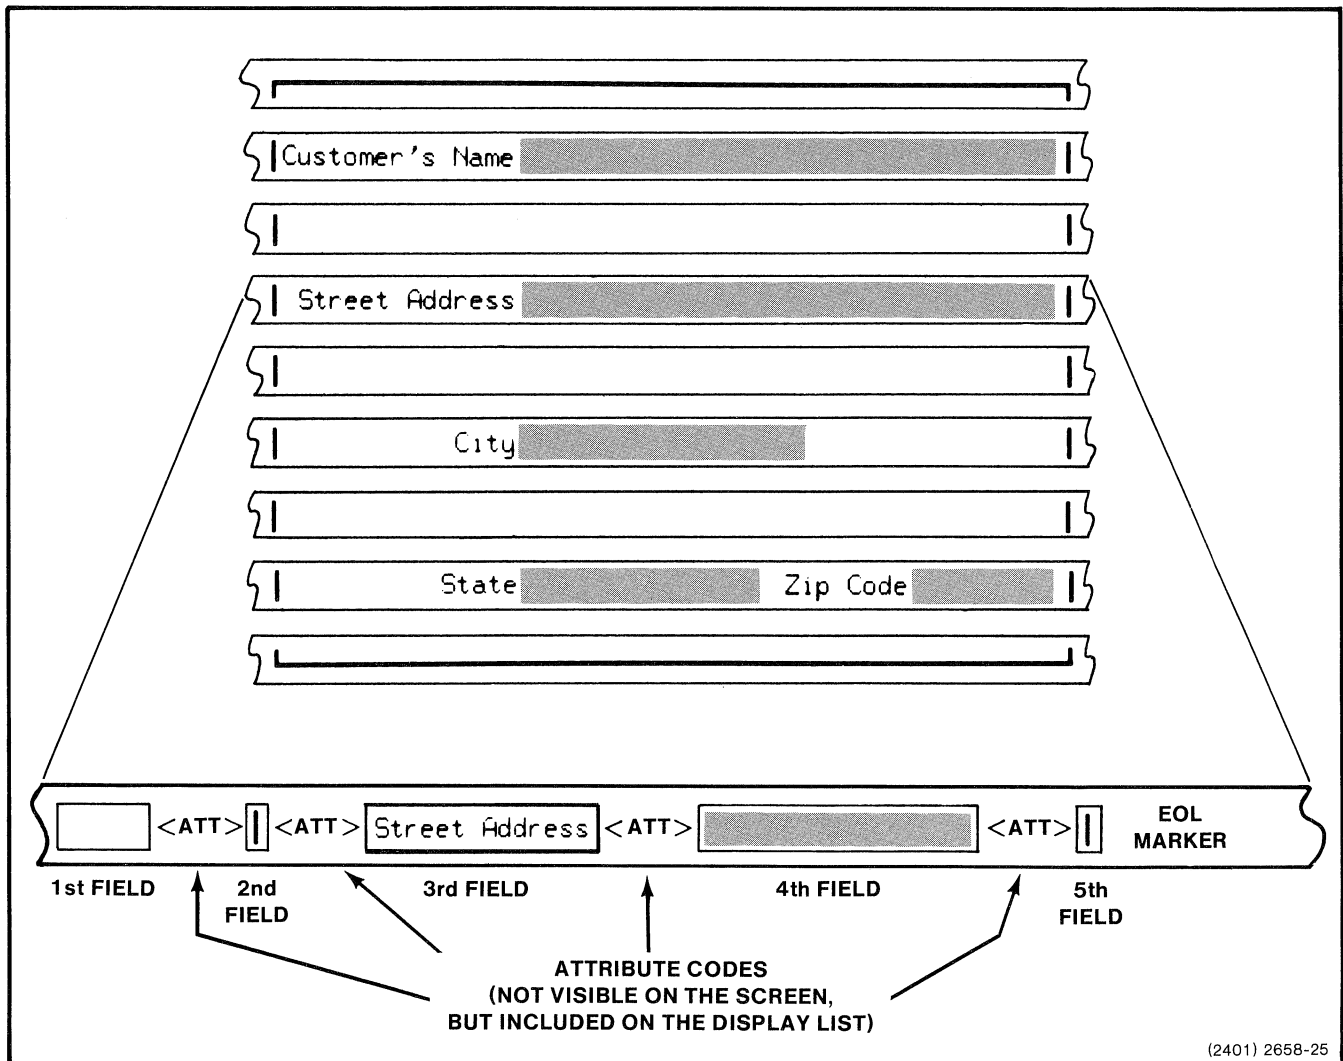 Customer's Name
Street Address
City
State Zip Code
<ATT> <ATT> Street Address <ATT> <ATT> EOL MARKER
1st FIELD 2nd FIELD 3rd FIELD 4th FIELD 5th FIELD
ATTRIBUTE CODES
(NOT VISIBLE ON THE SCREEN,
BUT INCLUDED ON THE DISPLAY LIST)
(2401) 2658-25